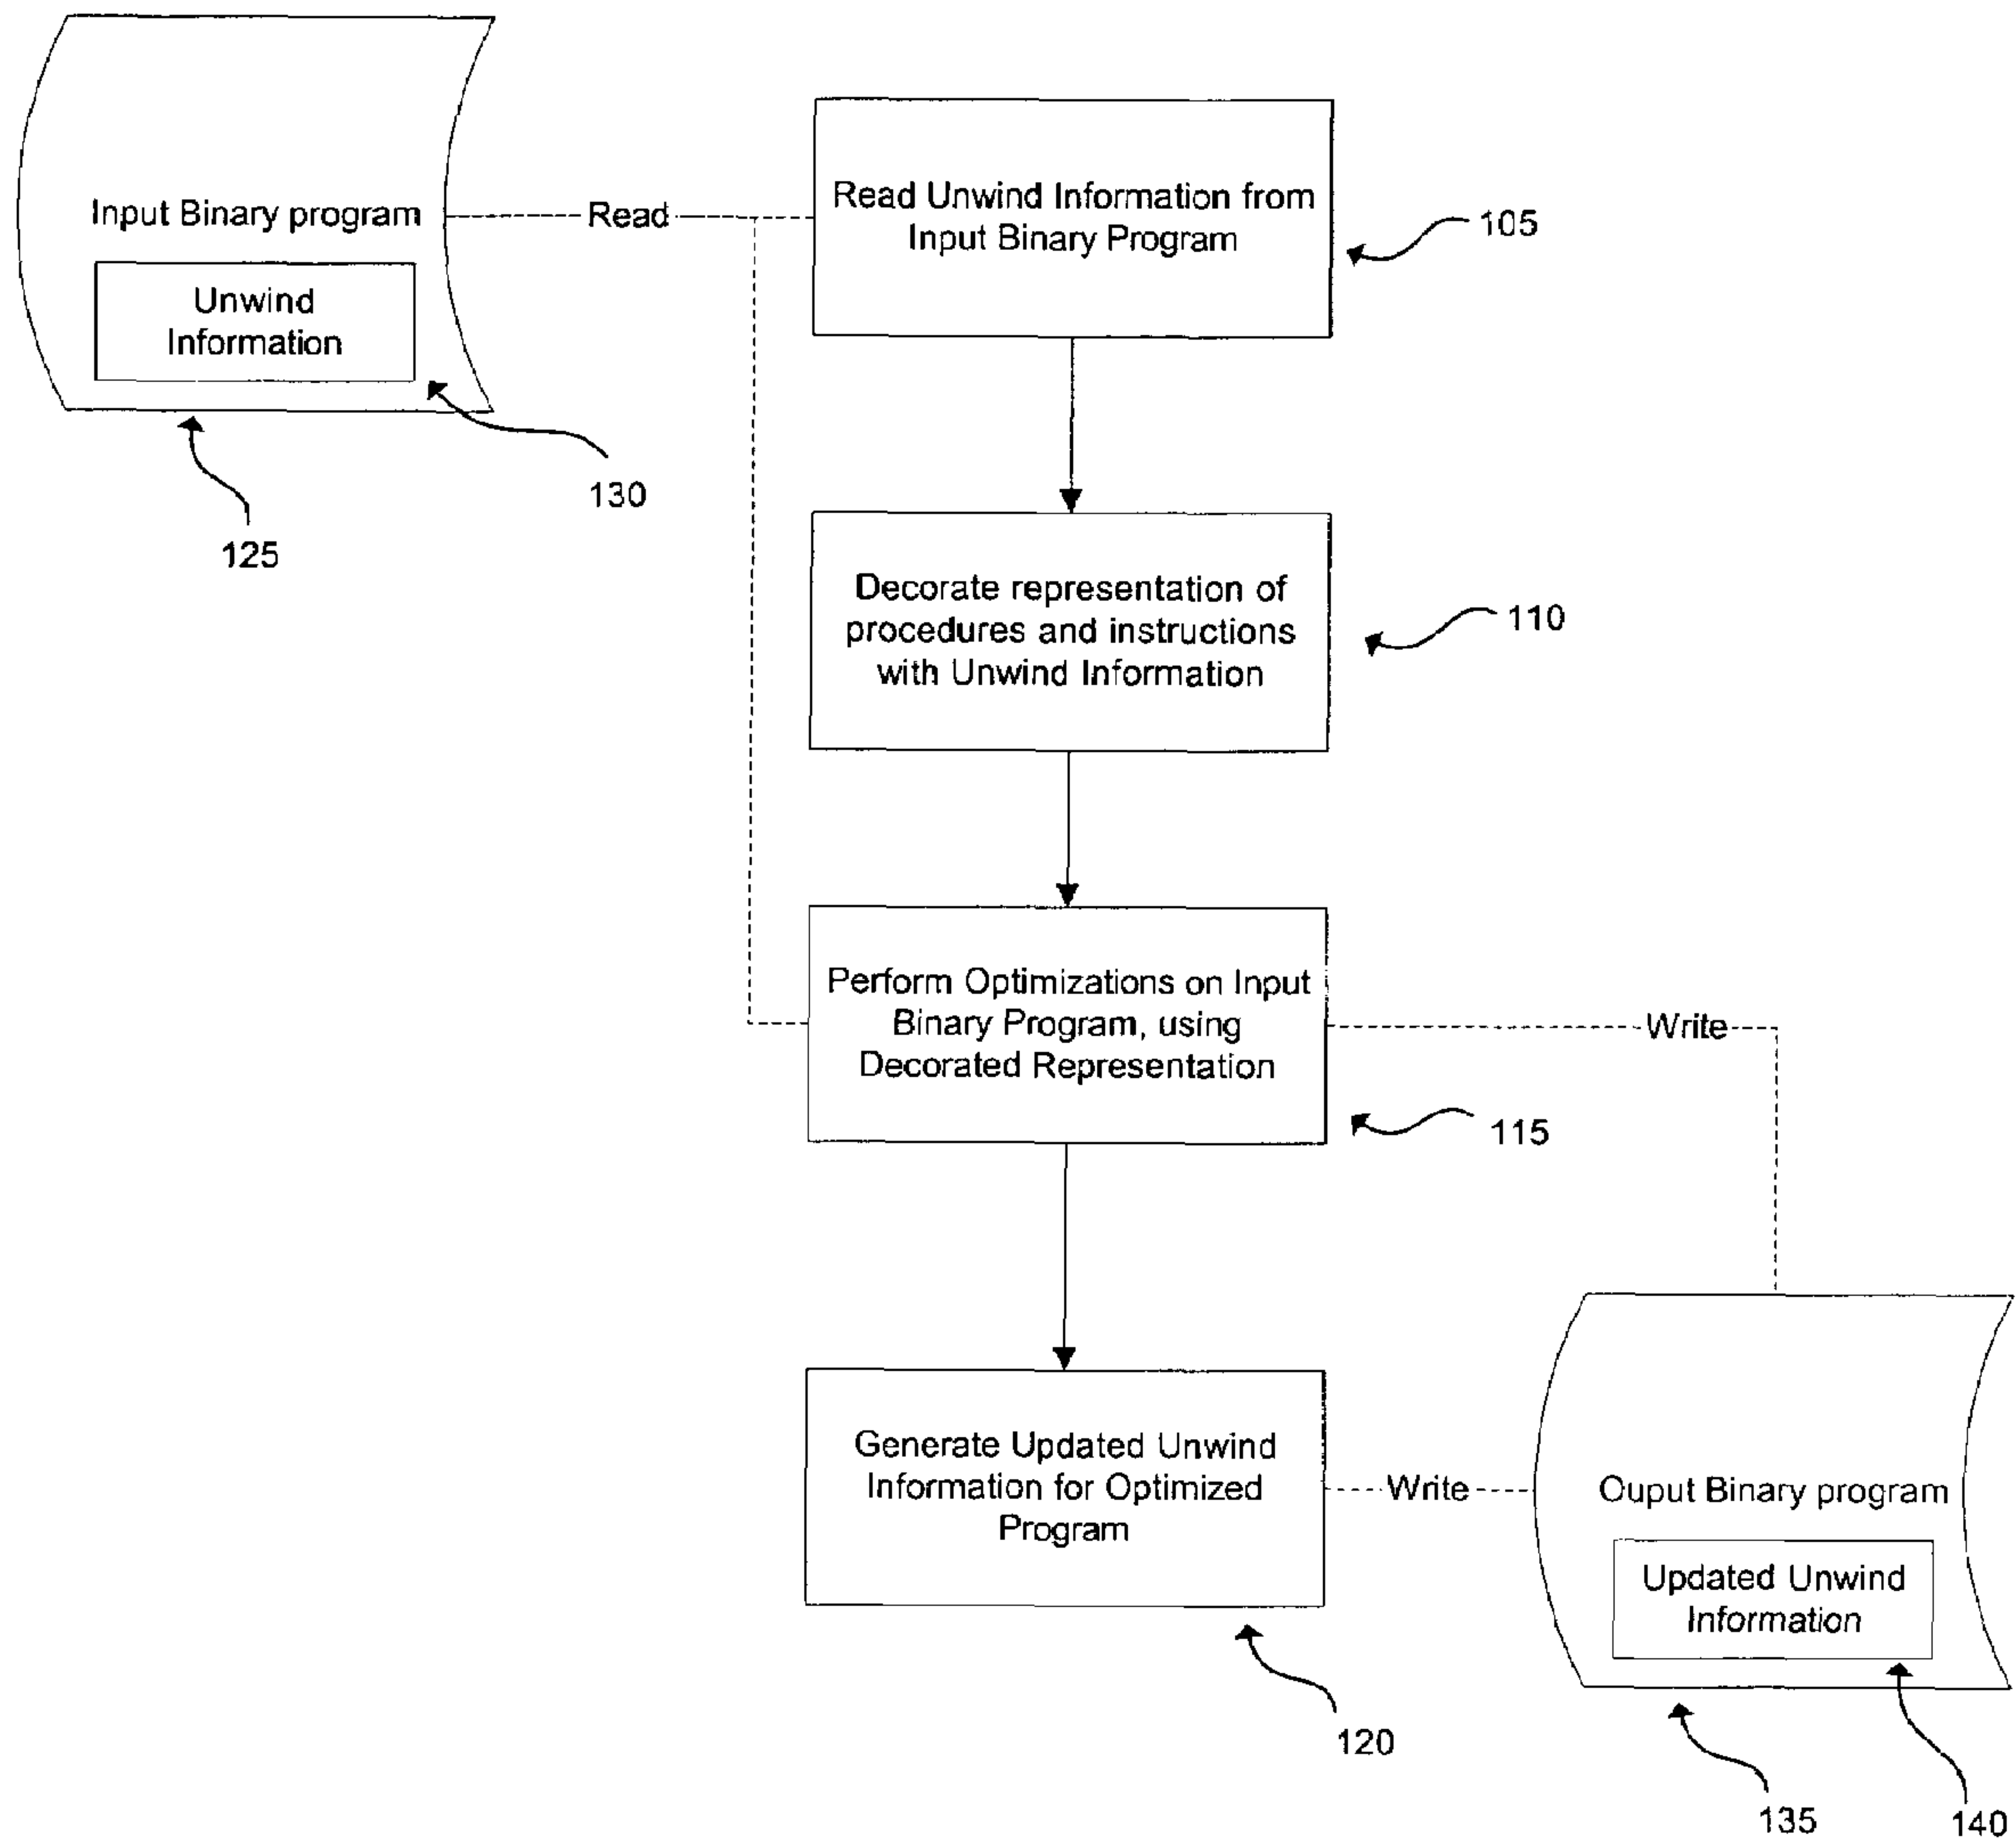 Input Binary program
Unwind
Information
125
130
Read
Read Unwind Information from
Input Binary Program
105
Decorate representation of
procedures and instructions
with Unwind Information
110
Perform Optimizations on Input
Binary Program, using
Decorated Representation
115
Write
Generate Updated Unwind
Information for Optimized
Program
120
Write
Ouput Binary program
Updated Unwind
Information
135
140